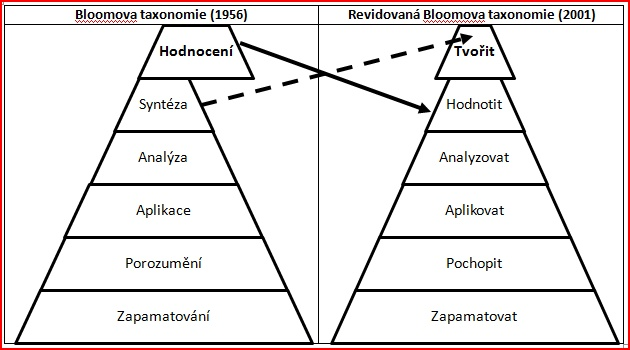 Bloomova taxonomie (1956)
Hodnocení
Syntéza
Analýza
Aplikace
Porozumění
Zapamatování
Revidovaná Bloomova taxonomie (2001)
Tvořit
Hodnotit
Analyzovat
Aplikovat
Pochopit
Zapamatovat